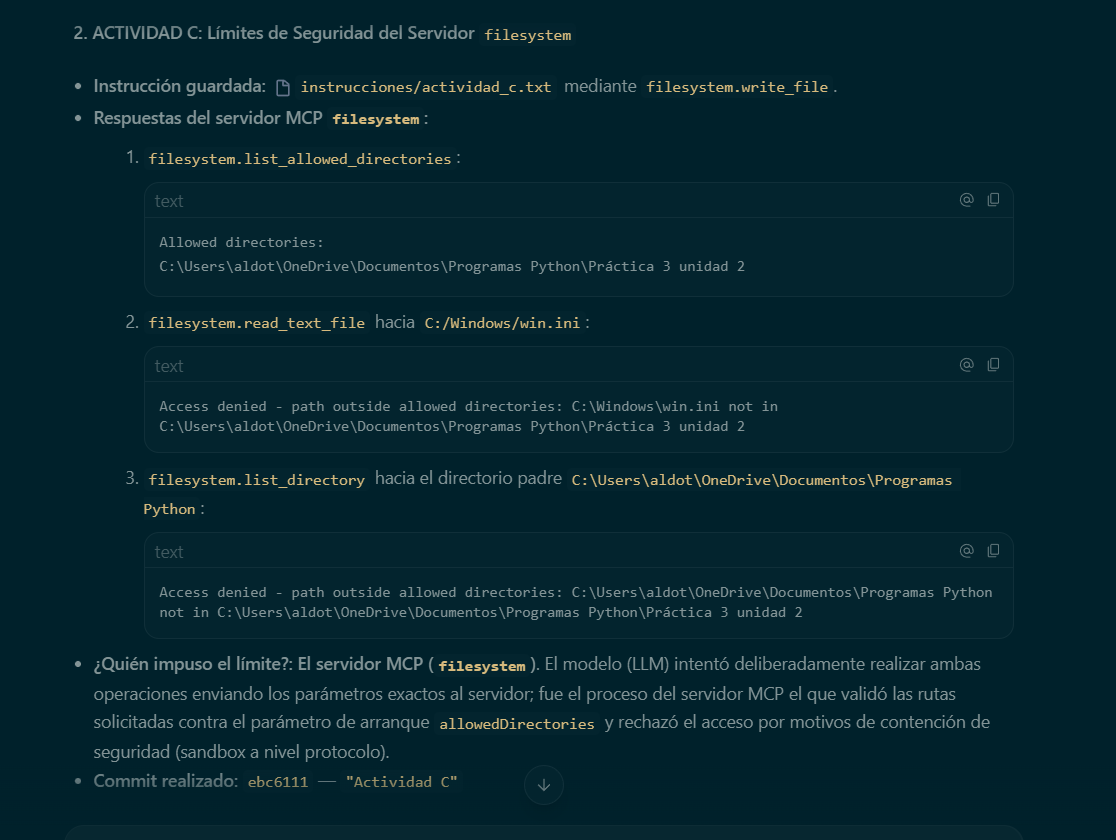 2. ACTIVIDAD C: Límites de Seguridad del Servidor filesystem
• Instrucción guardada: instrucciones/actividad_c.txt mediante filesystem.write_file .
• Respuestas del servidor MCP filesystem :
1. filesystem.list_allowed_directories :
text
Allowed directories:
C:\Users\aldot\OneDrive\Documentos\Programas Python\Práctica 3 unidad 2
2. filesystem.read_text_file hacia C:/Windows/win.ini :
text
Access denied - path outside allowed directories: C:\Windows\win.ini not in
C:\Users\aldot\OneDrive\Documentos\Programas Python\Práctica 3 unidad 2
3. filesystem.list_directory hacia el directorio padre C:\Users\aldot\OneDrive\Documentos\Programas
Python :
text
Access denied - path outside allowed directories: C:\Users\aldot\OneDrive\Documentos\Programas Python
not in C:\Users\aldot\OneDrive\Documentos\Programas Python\Práctica 3 unidad 2
• ¿Quién impuso el límite?: El servidor MCP ( filesystem ). El modelo (LLM) intentó deliberadamente realizar ambas
operaciones enviando los parámetros exactos al servidor; fue el proceso del servidor MCP el que validó las rutas
solicitadas contra el parámetro de arranque allowedDirectories y rechazó el acceso por motivos de contención de
seguridad (sandbox a nivel protocolo).
• Commit realizado: ebc6111 — "Actividad C"